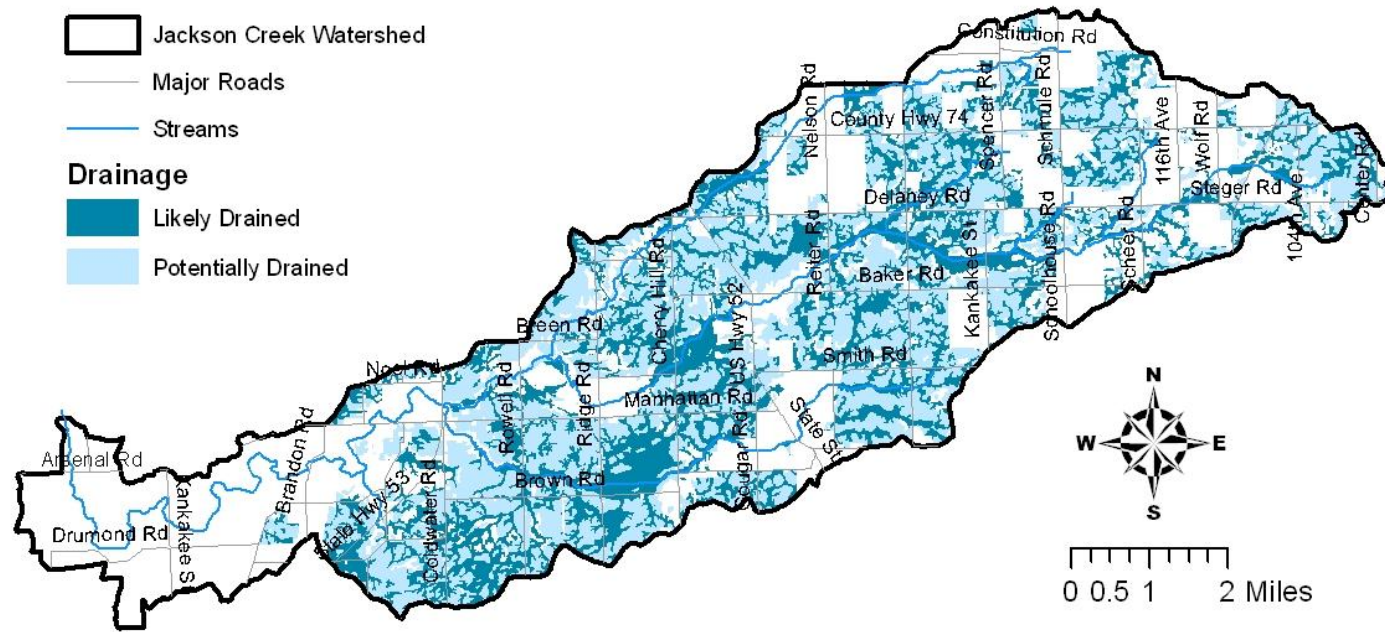 Jackson Creek Watershed
Major Roads
Streams
Drainage
Likely Drained
Potentially Drained
Constitution Rd
Nelson Rd
County Hwy 74
Spencer Rd
Schmule Rd
116th Ave
Wolf Rd
Steger Rd
104th Ave
Center Rd
Delaney Rd
Reiter Rd
Baker Rd
Kankakee St
Schoolhouse Rd
Scheer Rd
Cherry Hill Rd
US Hwy 52
Breen Rd
Smith Rd
Noel Rd
Rowell Rd
Ridge Rd
Manhattan Rd
State St
Gougar Rd
Brandon Rd
Arsenal Rd
Brown Rd
State Hwy 53
Coldwater Rd
Drumond Rd
Kankakee S
N
W
E
S
0 0.5 1 2 Miles